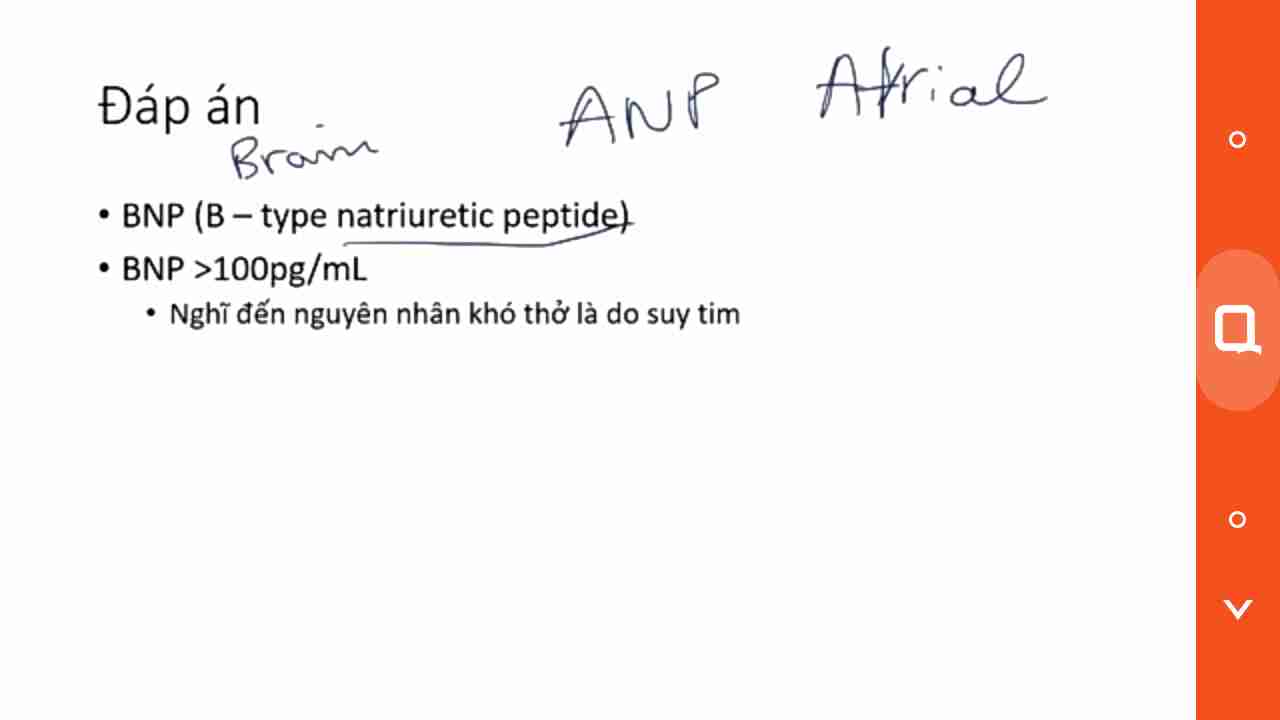 ANP Atrial
Đáp án
Brain
• BNP (B – type natriuretic peptide)
• BNP >100pg/mL
• Nghĩ đến nguyên nhân khó thở là do suy tim